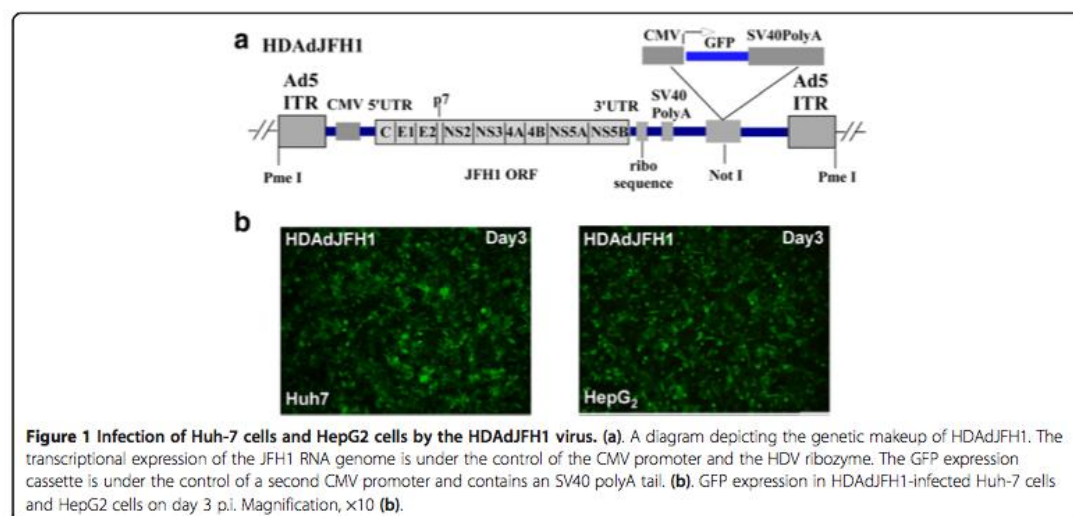 a HDAdJFH1
CMV GFP SV40PolyA
Ad5 ITR
CMV 5'UTR p7 3'UTR SV40 PolyA
Ad5 ITR
C E1 E2 NS2 NS3 4A 4B NS5A NS5B
Pme I
JFH1 ORF
ribo sequence
Not I
Pme I
b
HDAdJFH1 Day3
Huh7
HDAdJFH1 Day3
HepG2
Figure 1 Infection of Huh-7 cells and HepG2 cells by the HDAdJFH1 virus. (a). A diagram depicting the genetic makeup of HDAdJFH1. The
transcriptional expression of the JFH1 RNA genome is under the control of the CMV promoter and the HDV ribozyme. The GFP expression
cassette is under the control of a second CMV promoter and contains an SV40 polyA tail. (b). GFP expression in HDAdJFH1-infected Huh-7 cells
and HepG2 cells on day 3 p.i. Magnification, ×10 (b).